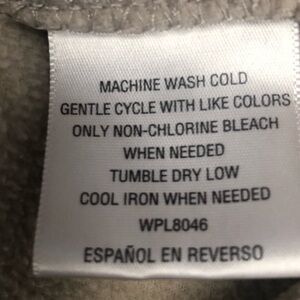 MACHINE WASH COLD
GENTLE CYCLE WITH LIKE COLORS
ONLY NON-CHLORINE BLEACH
WHEN NEEDED
TUMBLE DRY LOW
COOL IRON WHEN NEEDED
WPL8046
ESPAÑOL EN REVERSO